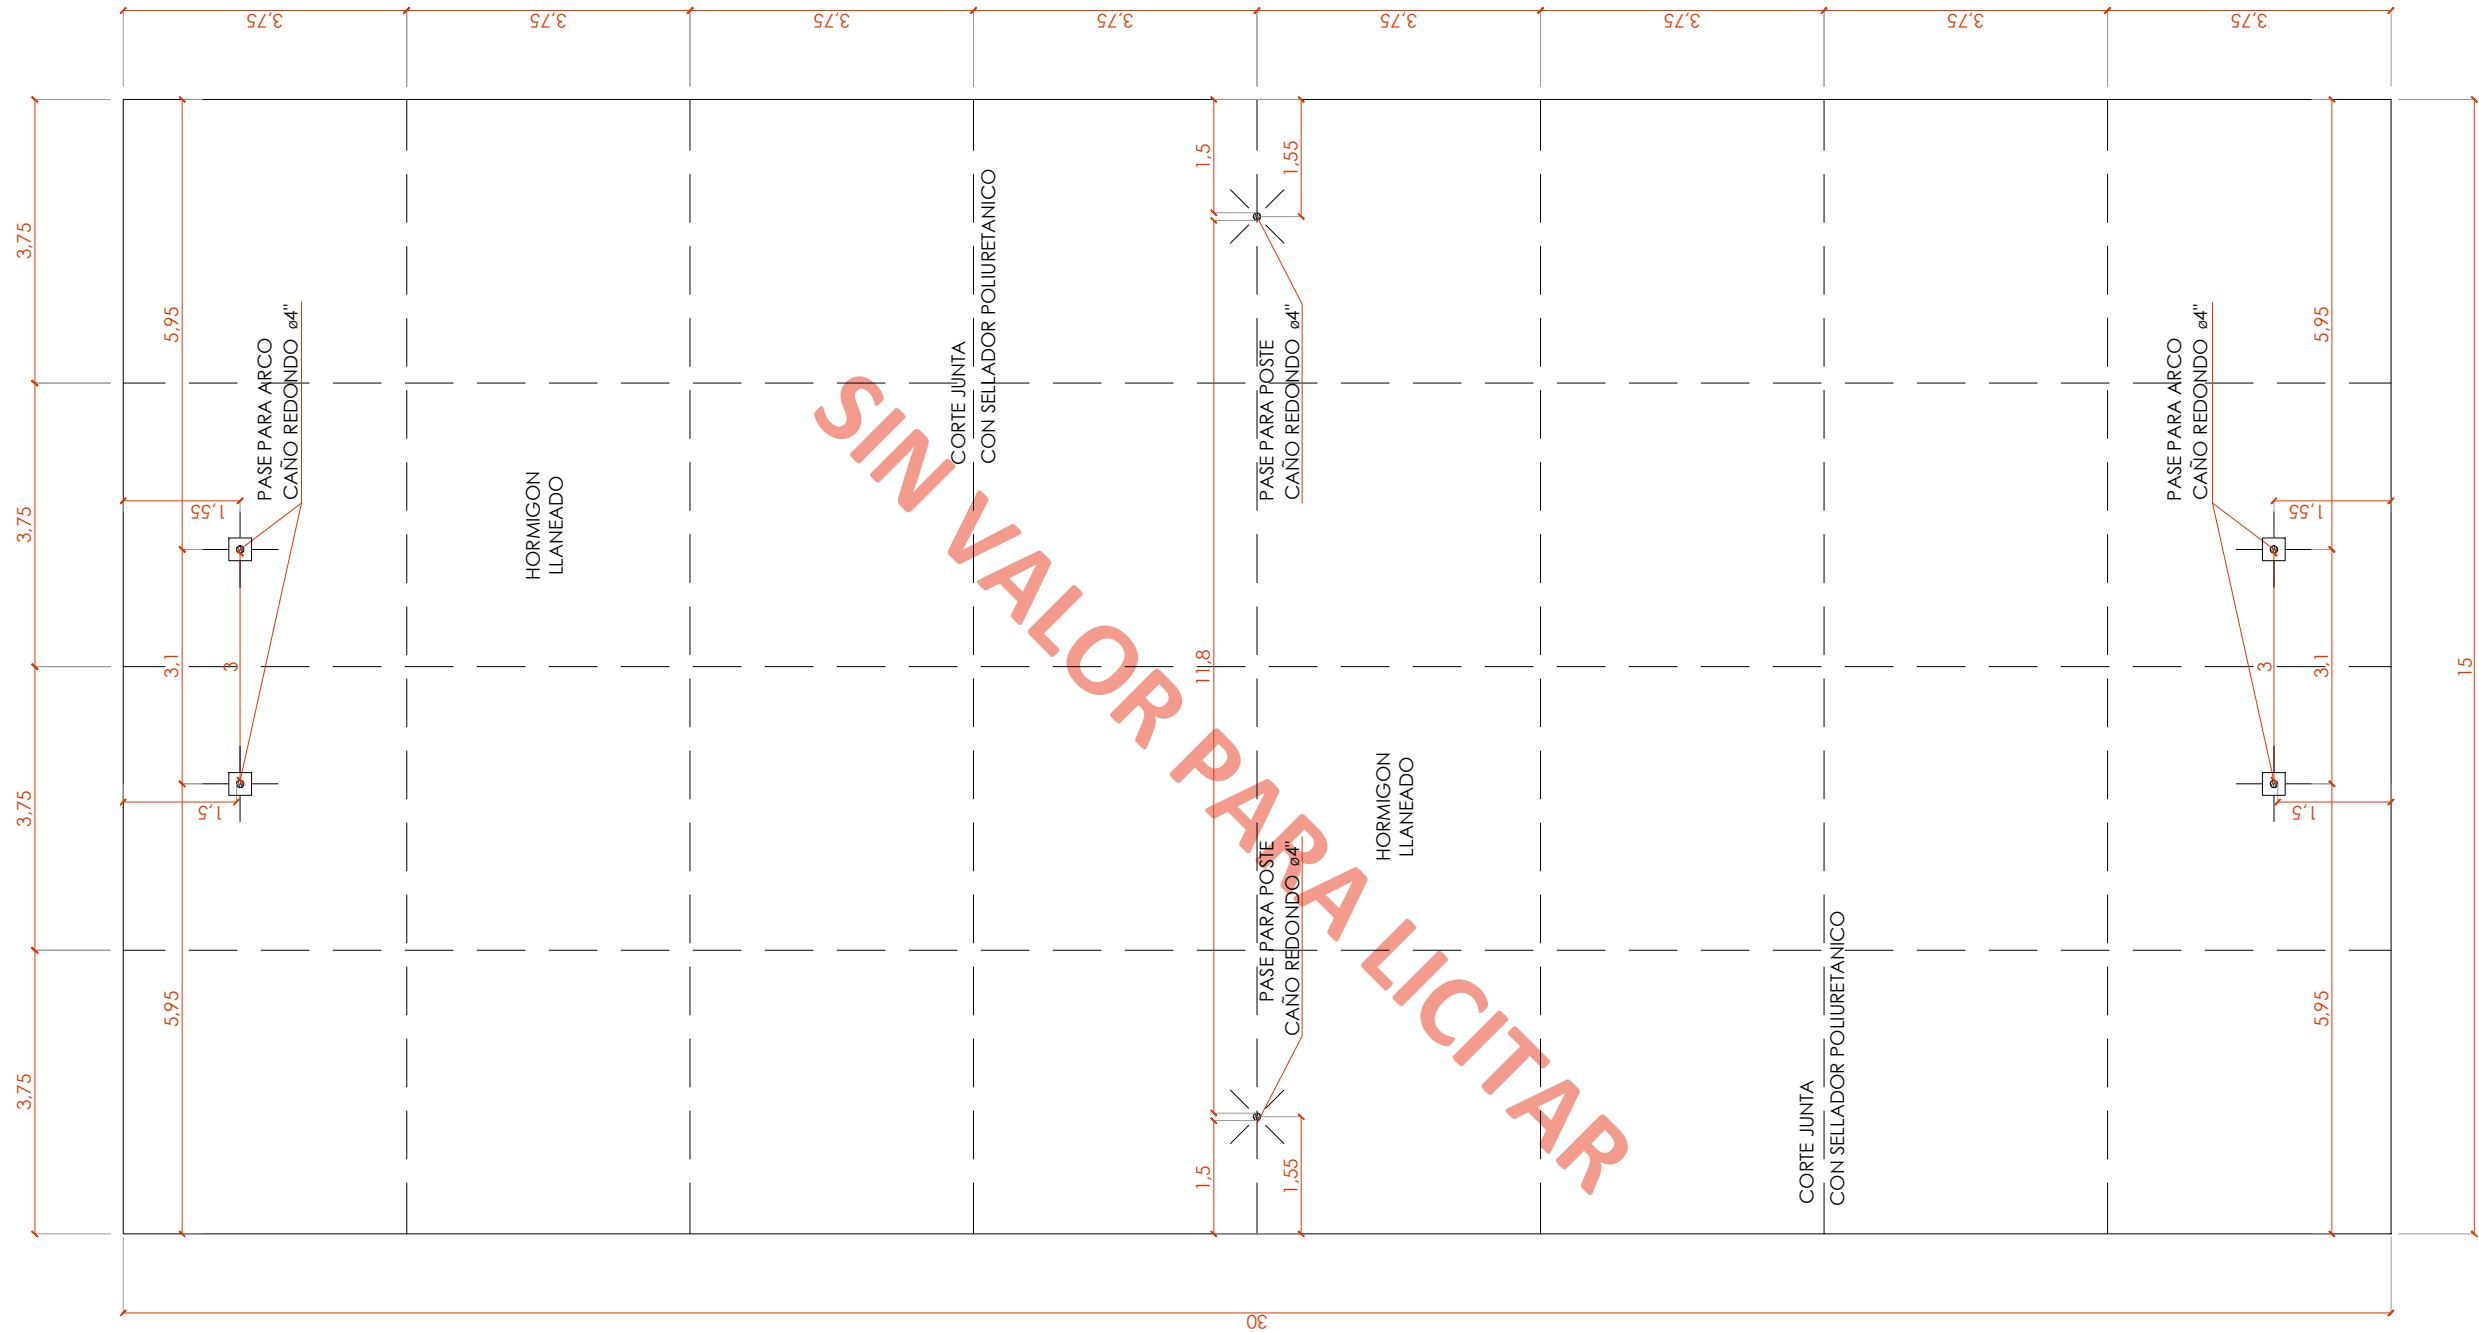 3,75
3,75
3,75
3,75
3,75
3,75
3,75
3,75
3,75
3,75
3,75
3,75
5,95
3,1
5,95
3
1,55
1,5
PASE PARA ARCO
CAÑO REDONDO ø4"
HORMIGON
LLANEADO
CORTE JUNTA
CON SELLADOR POLIURETANICO
1,5
1,55
11,8
1,5
1,55
PASE PARA POSTE
CAÑO REDONDO ø4"
PASE PARA POSTE
CAÑO REDONDO ø4"
HORMIGON
LLANEADO
CORTE JUNTA
CON SELLADOR POLIURETANICO
PASE PARA ARCO
CAÑO REDONDO ø4"
1,55
1,5
3
5,95
3,1
5,95
15
30
SIN VALOR PARA LICITAR